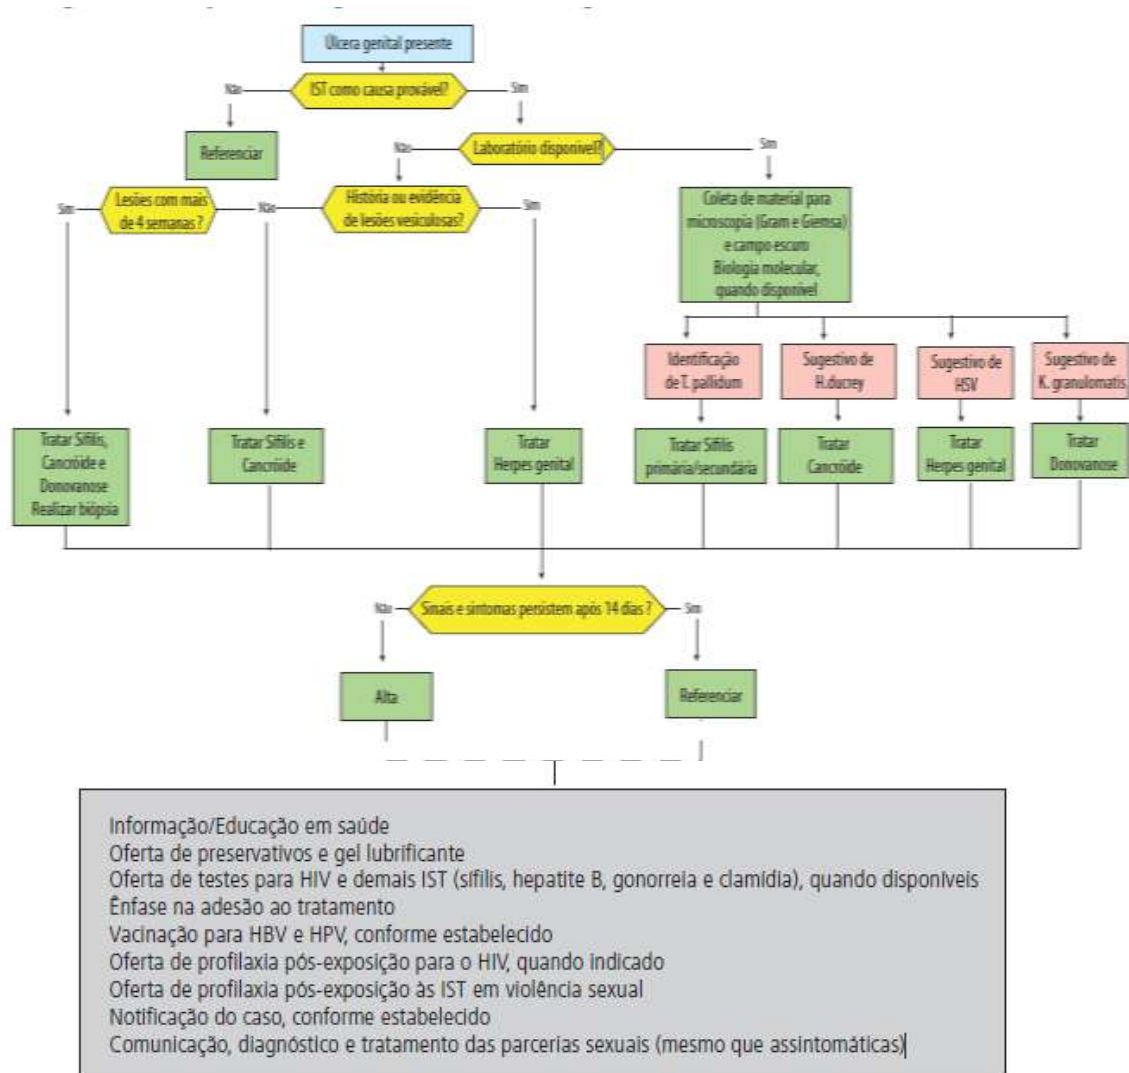 Úlcera genital presente
IST como causa provável?
Não
Sim
Referenciar
Laboratório disponível?
Não
Sim
Lesões com mais
de 4 semanas?
Sim
Não
História ou evidência
de lesões vesiculosas?
Sim
Coleta de material para
microscopia (Gram e Giemsa)
e campo escuro
Biologia molecular,
quando disponível
Identificação
de T. pallidum
Sugestivo de
H.ducrey
Sugestivo de
HSV
Sugestivo de
K. granulomatis
Tratar Sífilis,
Cancróide e
Donovanose
Realizar biópsia
Tratar Sífilis e
Cancróide
Tratar
Herpes genital
Tratar Sífilis
primária/secundária
Tratar
Cancróide
Tratar
Herpes genital
Tratar
Donovanose
Sinais e sintomas persistem após 14 dias ?
Não
Sim
Alta
Referenciar
Informação/Educação em saúde
Oferta de preservativos e gel lubrificante
Oferta de testes para HIV e demais IST (sífilis, hepatite B, gonorreia e clamídia), quando disponíveis
Ênfase na adesão ao tratamento
Vacinação para HBV e HPV, conforme estabelecido
Oferta de profilaxia pós-exposição para o HIV, quando indicado
Oferta de profilaxia pós-exposição às IST em violência sexual
Notificação do caso, conforme estabelecido
Comunicação, diagnóstico e tratamento das parcerias sexuais (mesmo que assintomáticas)